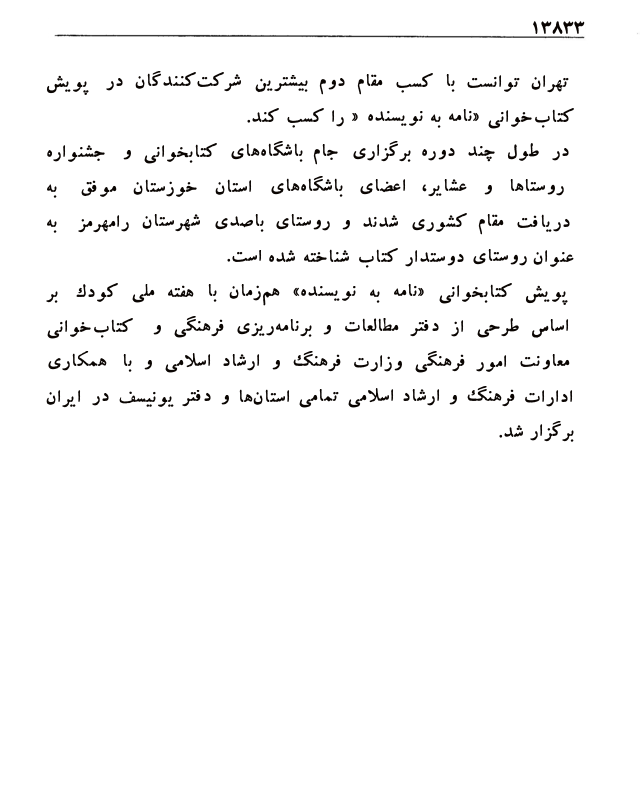 ۱۳۸۳۳
تهران توانست با کسب مقام دوم بیشترین شرکت‌کنندگان در پویش
کتاب‌خوانی «نامه به نویسنده « را کسب کند.
در طول چند دوره برگزاری جام باشگاه‌های کتابخوانی و جشنواره
روستاها و عشایر، اعضای باشگاه‌های استان خوزستان موفق به
دریافت مقام کشوری شدند و روستای باصدی شهرستان رامهرمز به
عنوان روستای دوستدار کتاب شناخته شده است.
پویش کتابخوانی «نامه به نویسنده» هم‌زمان با هفته ملی کودك بر
اساس طرحی از دفتر مطالعات و برنامه‌ریزی فرهنگی و کتاب‌خوانی
معاونت امور فرهنگی وزارت فرهنگ و ارشاد اسلامی و با همکاری
ادارات فرهنگ و ارشاد اسلامی تمامی استان‌ها و دفتر یونیسف در ایران
برگزار شد.